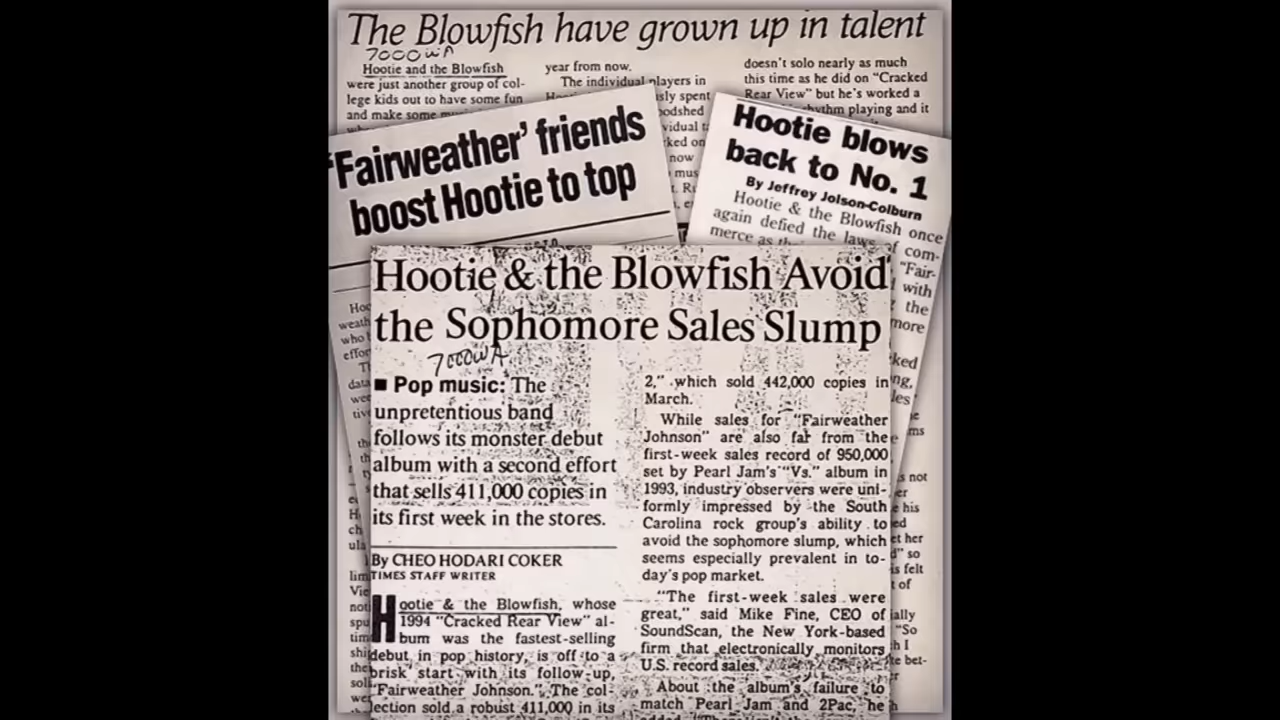 The Blowfish have grown up in talent
7000WA
Hootie and the Blowfish
were just another group of col-
lege kids out to have some fun
and make some
year from now.
The individual players in
doesn't solo nearly as much
this time as he did on "Cracked
Rear View" but he's worked a
playing and it
'Fairweather' friends
boost Hootie to top
Hootie blows
back to No. 1
By Jeffrey Jolson-Colburn
Hootie & the Blowfish once
again defied the laws of com-
merce as
"Fair-
with
the
more
Hootie & the Blowfish Avoid
the Sophomore Sales Slump
7000WA
■ Pop music: The
unpretentious band
follows its monster debut
album with a second effort
that sells 411,000 copies in
its first week in the stores.
By CHEO HODARI COKER
TIMES STAFF WRITER
Hootie & the Blowfish, whose
1994 "Cracked Rear View" al-
bum was the fastest-selling
debut in pop history, is off to a
brisk start with its follow-up,
"Fairweather Johnson." The col-
lection sold a robust 411,000 in its
2," which sold 442,000 copies in
March.
While sales for "Fairweather
Johnson" are also far from the
first-week sales record of 950,000
set by Pearl Jam's "Vs." album in
1993, industry observers were uni-
formly impressed by the South
Carolina rock group's ability to
avoid the sophomore slump, which
seems especially prevalent in to-
day's pop market.
"The first-week sales were
great," said Mike Fine, CEO of
SoundScan, the New York-based
firm that electronically monitors
U.S. record sales.
About the album's failure to
match Pearl Jam and 2Pac, he